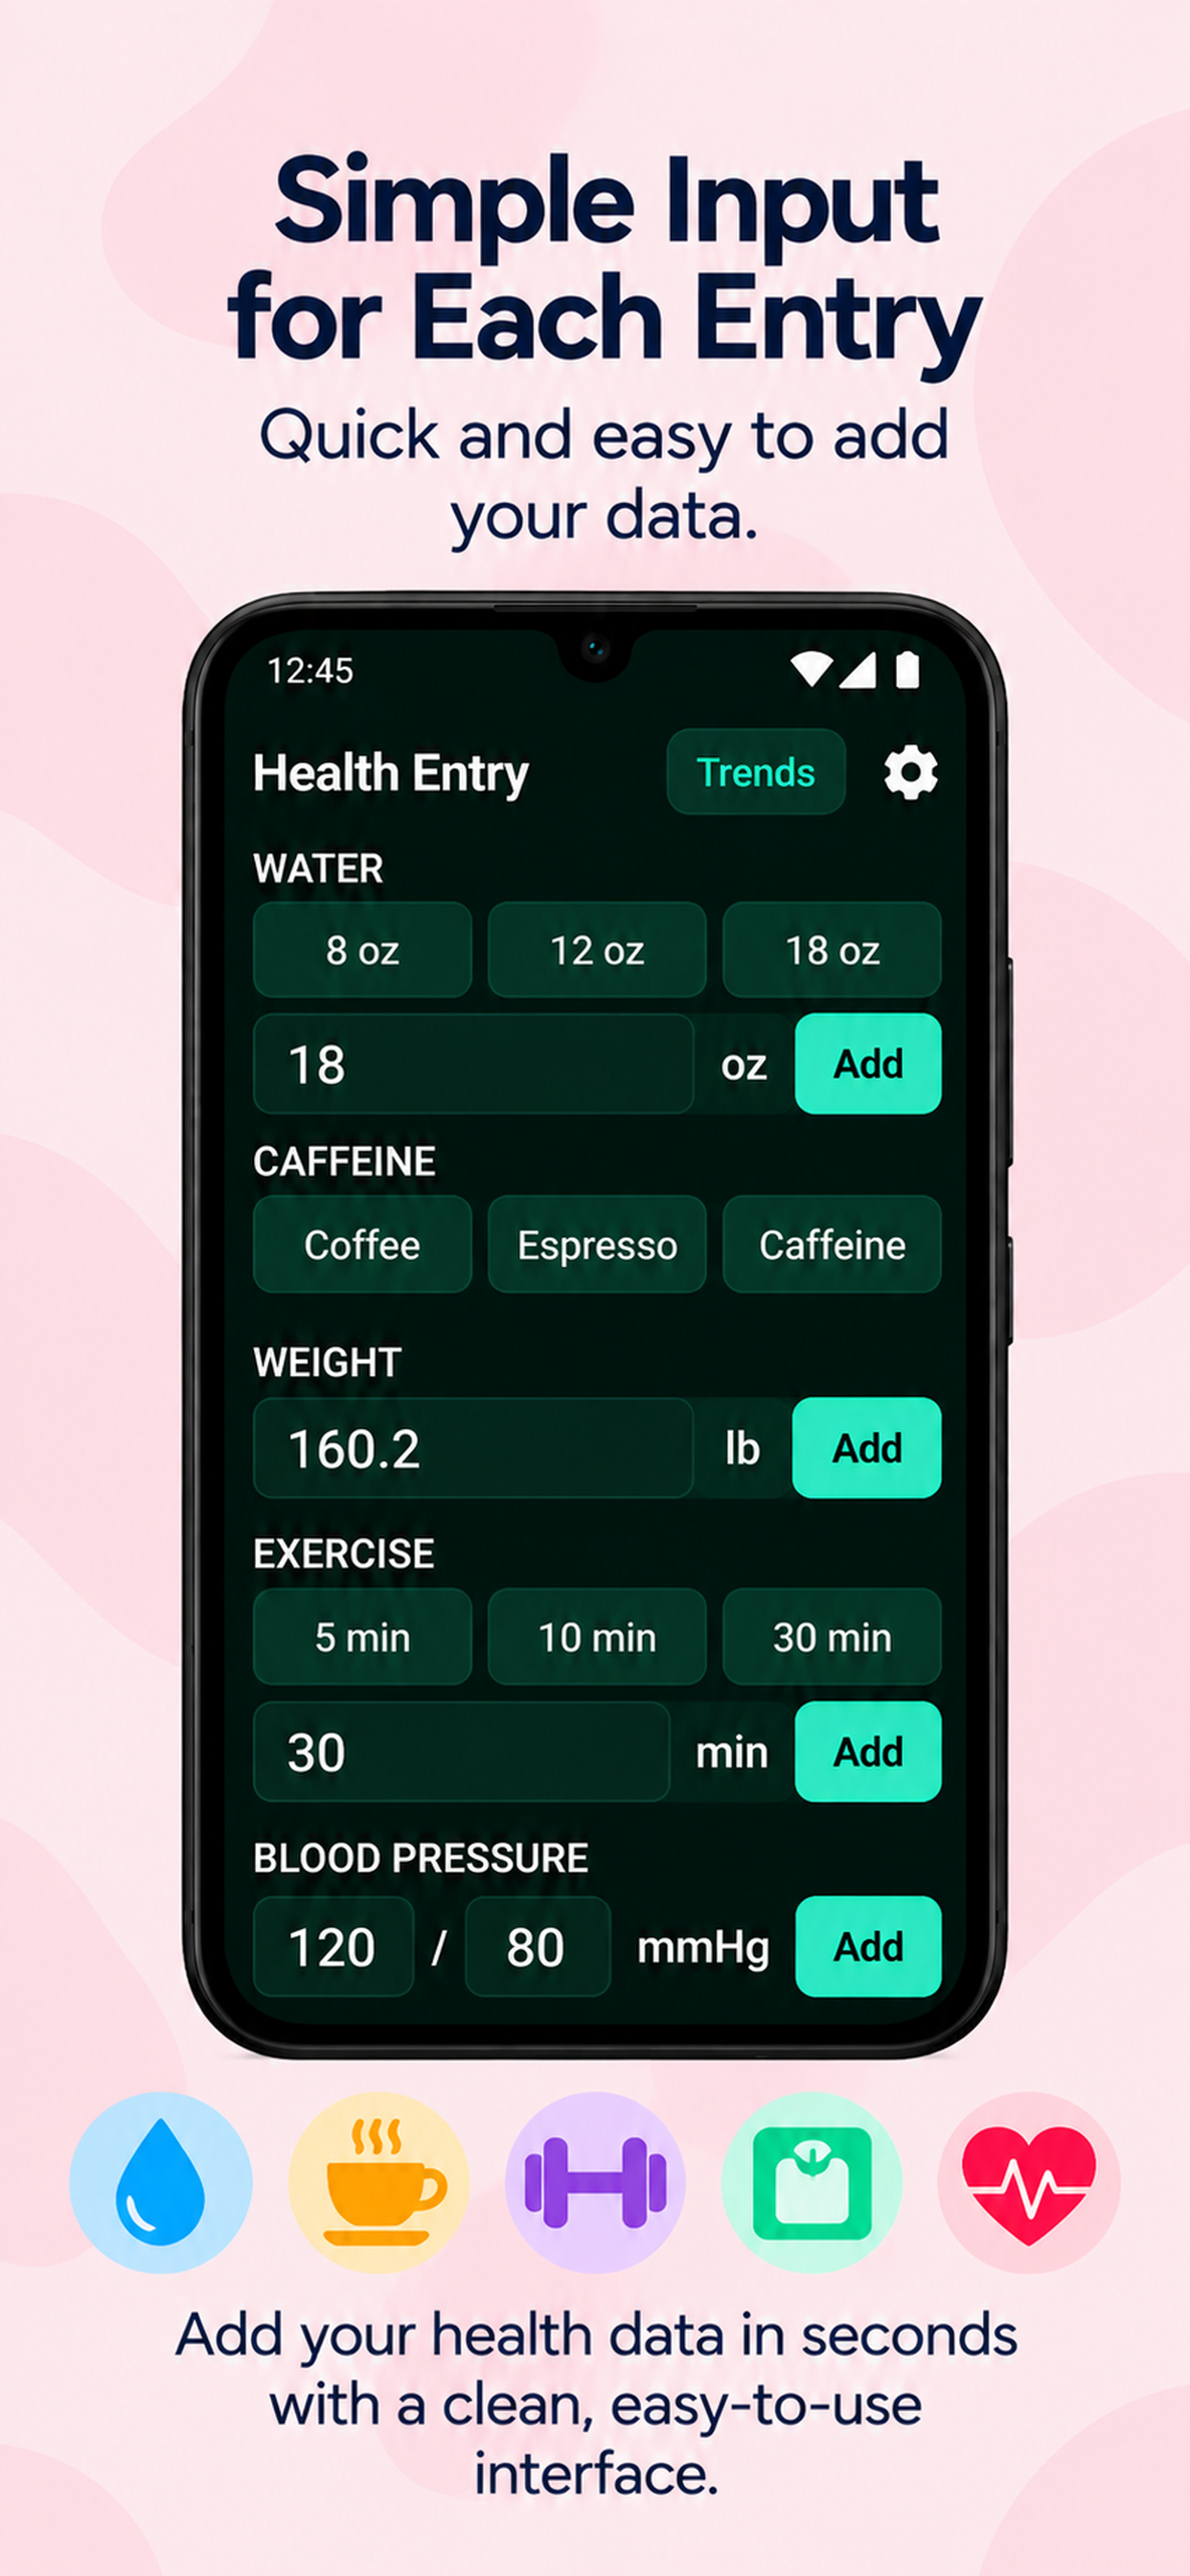 Simple Input
for Each Entry
Quick and easy to add
your data.
12:45
Health Entry Trends
WATER
8 oz 12 oz 18 oz
18 oz Add
CAFFEINE
Coffee Espresso Caffeine
WEIGHT
160.2 lb Add
EXERCISE
5 min 10 min 30 min
30 min Add
BLOOD PRESSURE
120 / 80 mmHg Add
Add your health data in seconds
with a clean, easy-to-use
interface.